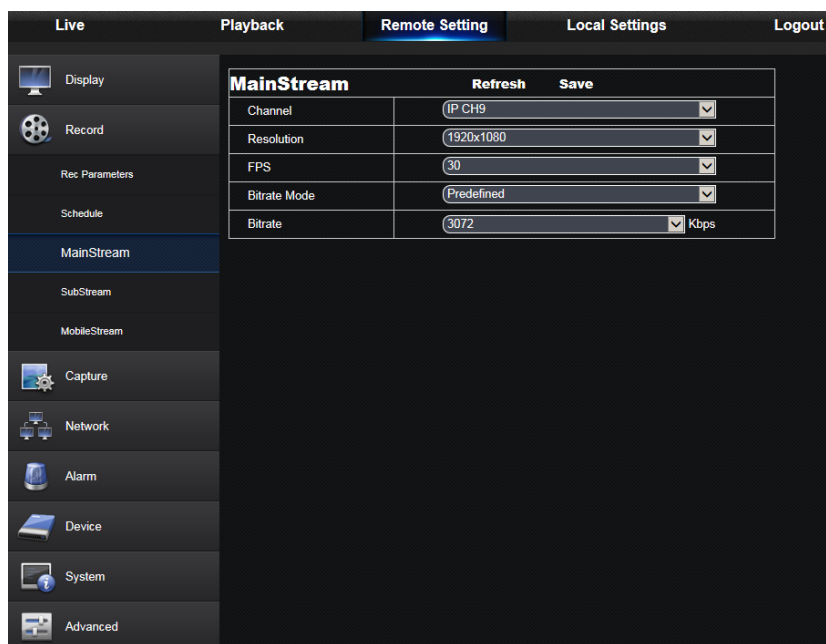 Live Playback Remote Setting Local Settings Logout
Display
Record
Rec Parameters
Schedule
MainStream
SubStream
MobileStream
Capture
Network
Alarm
Device
System
Advanced
MainStream Refresh Save
Channel IP CH9
Resolution 1920x1080
FPS 30
Bitrate Mode Predefined
Bitrate 3072 Kbps